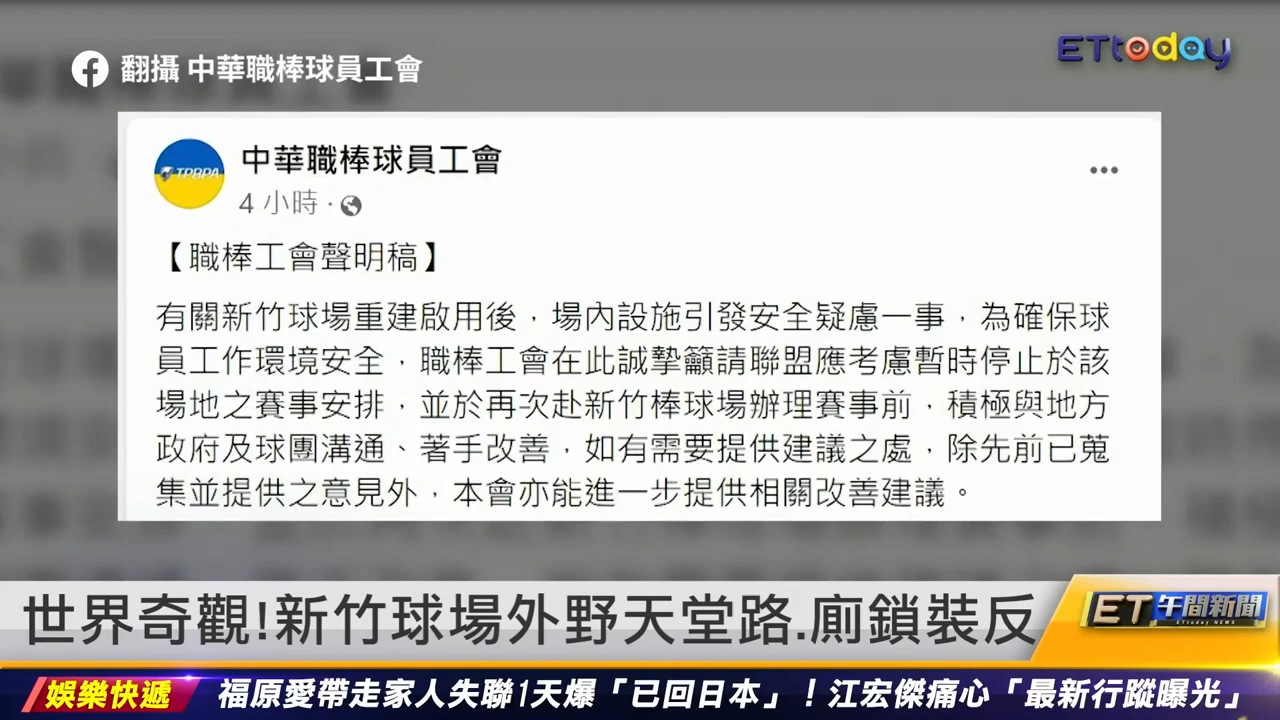 翻攝 中華職棒球員工會
ETtoday
TPBPA
中華職棒球員工會
4 小時
【職棒工會聲明稿】
有關新竹球場重建啟用後，場內設施引發安全疑慮一事，為確保球
員工作環境安全，職棒工會在此誠摯籲請聯盟應考慮暫時停止於該
場地之賽事安排，並於再次赴新竹棒球場辦理賽事前，積極與地方
政府及球團溝通、著手改善，如有需要提供建議之處，除先前已蒐
集並提供之意見外，本會亦能進一步提供相關改善建議。
世界奇觀!新竹球場外野天堂路.廁鎖裝反
ET午間新聞
ETtoday NEWS
娛樂快遞 福原愛帶走家人失聯1天爆「已回日本」！江宏傑痛心「最新行蹤曝光」